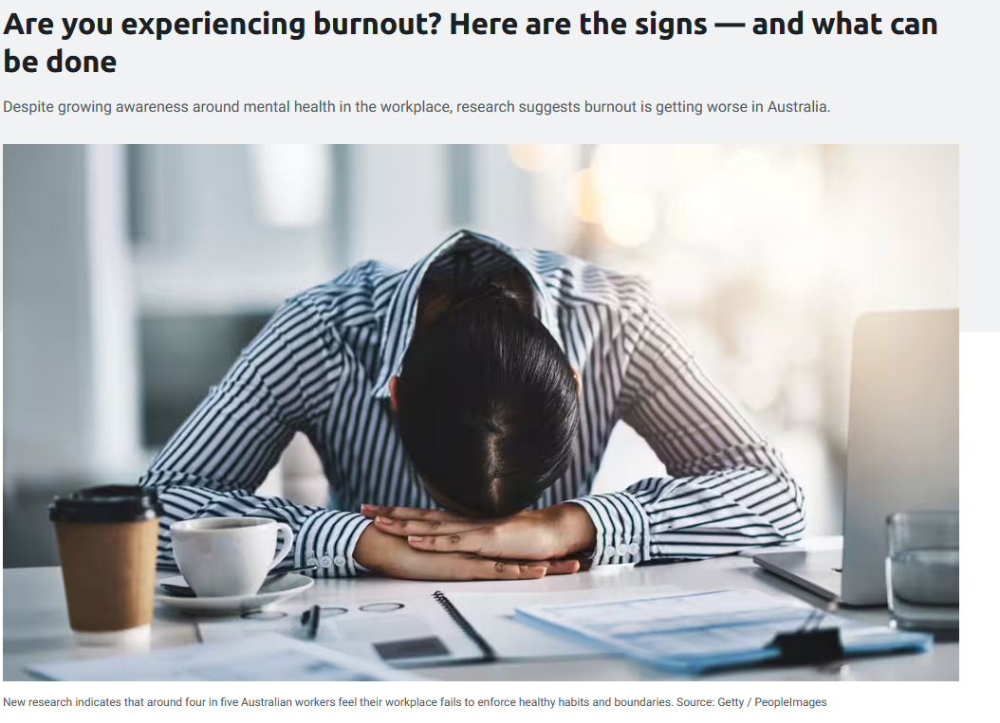 Are you experiencing burnout? Here are the signs — and what can
be done
Despite growing awareness around mental health in the workplace, research suggests burnout is getting worse in Australia.
New research indicates that around four in five Australian workers feel their workplace fails to enforce healthy habits and boundaries. Source: Getty / PeopleImages